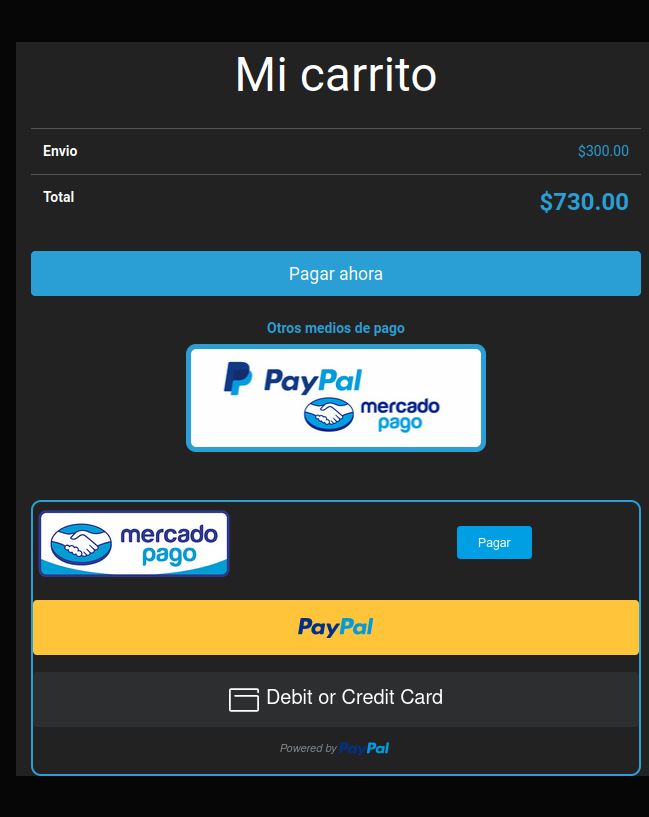 Mi carrito
Envio $300.00
Total $730.00
Pagar ahora
Otros medios de pago
PayPal
mercado
pago
mercado
pago
Pagar
PayPal
Debit or Credit Card
Powered by PayPal